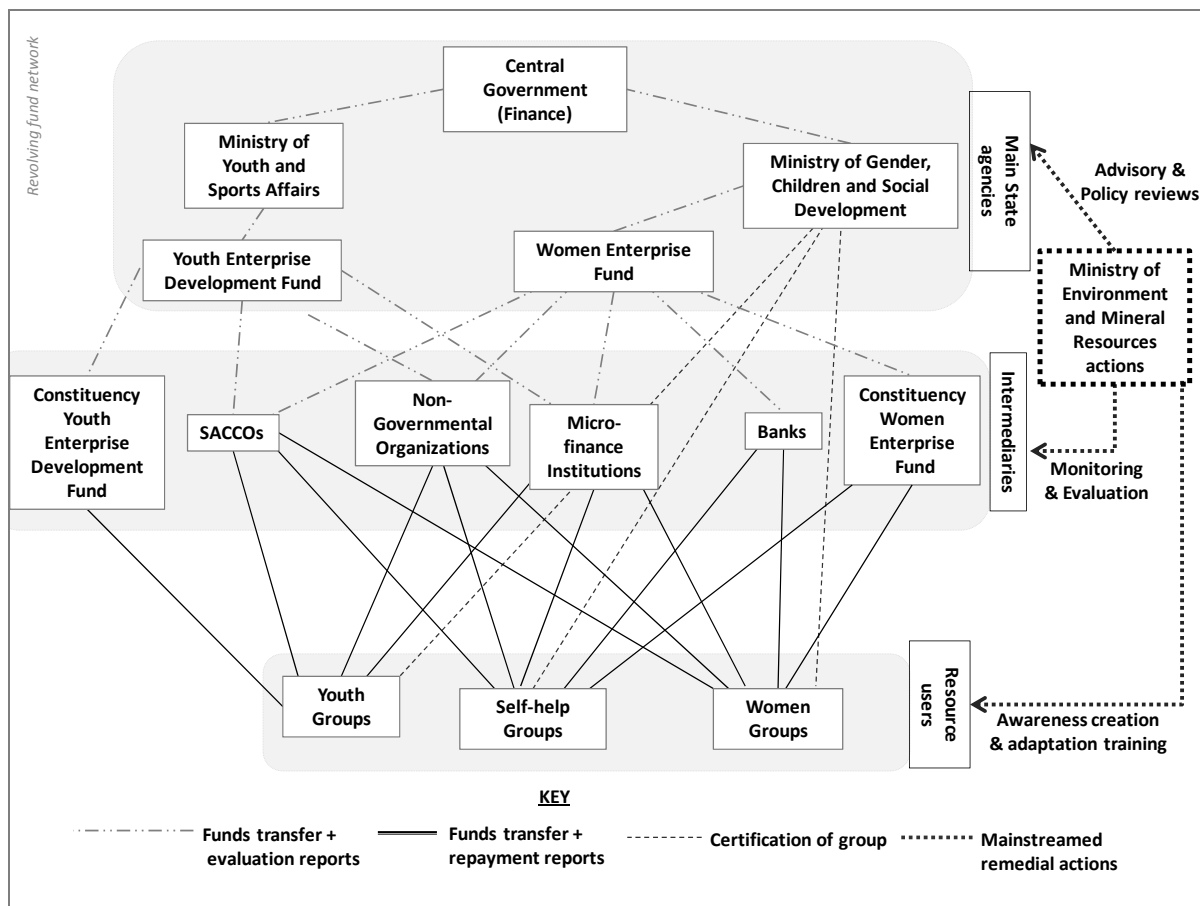 Revolving fund network
Central
Government
(Finance)
Ministry of
Youth and
Sports Affairs
Ministry of Gender,
Children and Social
Development
Main State
agencies
Advisory &
Policy reviews
Youth Enterprise
Development Fund
Women Enterprise
Fund
Ministry of
Environment
and Mineral
Resources
actions
Constituency
Youth
Enterprise
Development
Fund
SACCOs
Non-
Governmental
Organizations
Micro-
finance
Institutions
Banks
Constituency
Women
Enterprise
Fund
Intermediaries
Monitoring
& Evaluation
Youth
Groups
Self-help
Groups
Women
Groups
Resource
users
Awareness creation
& adaptation training
KEY
Funds transfer +
evaluation reports
Funds transfer +
repayment reports
Certification of group
Mainstreamed
remedial actions